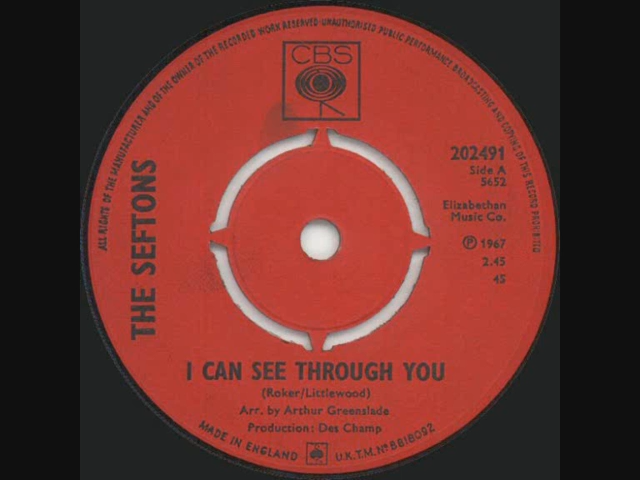 ALL RIGHTS OF THE MANUFACTURER AND OF THE OWNER OF THE RECORDED WORK RESERVED·UNAUTHORISED PUBLIC PERFORMANCE BROADCASTING AND COPYING OF THIS RECORD PROHIBITED
CBS
202491
Side A
5652
Elizabethan
Music Co.
℗ 1967
2.45
45
THE SEFTONS
I CAN SEE THROUGH YOU
(Roker/Littlewood)
Arr. by Arthur Greenslade
Production: Des Champ
MADE IN ENGLAND
U.K.T.M.Nº 8818092